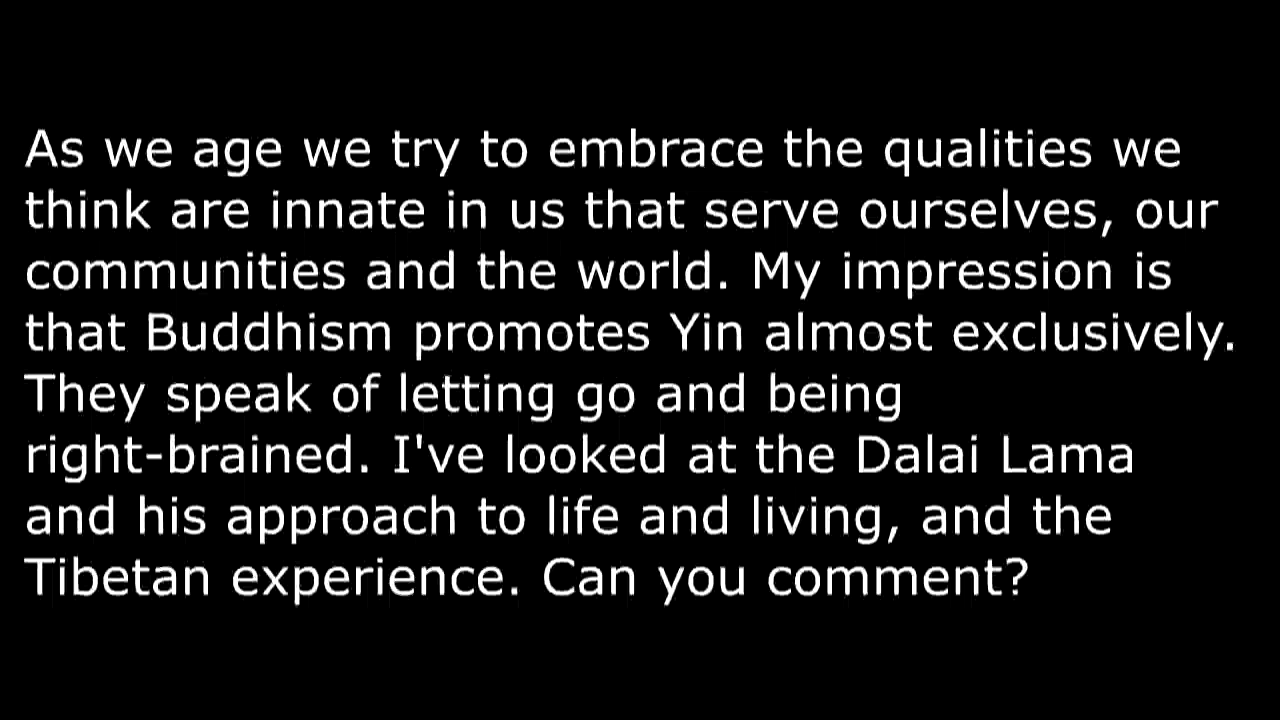 As we age we try to embrace the qualities we
think are innate in us that serve ourselves, our
communities and the world. My impression is
that Buddhism promotes Yin almost exclusively.
They speak of letting go and being
right-brained. I've looked at the Dalai Lama
and his approach to life and living, and the
Tibetan experience. Can you comment?